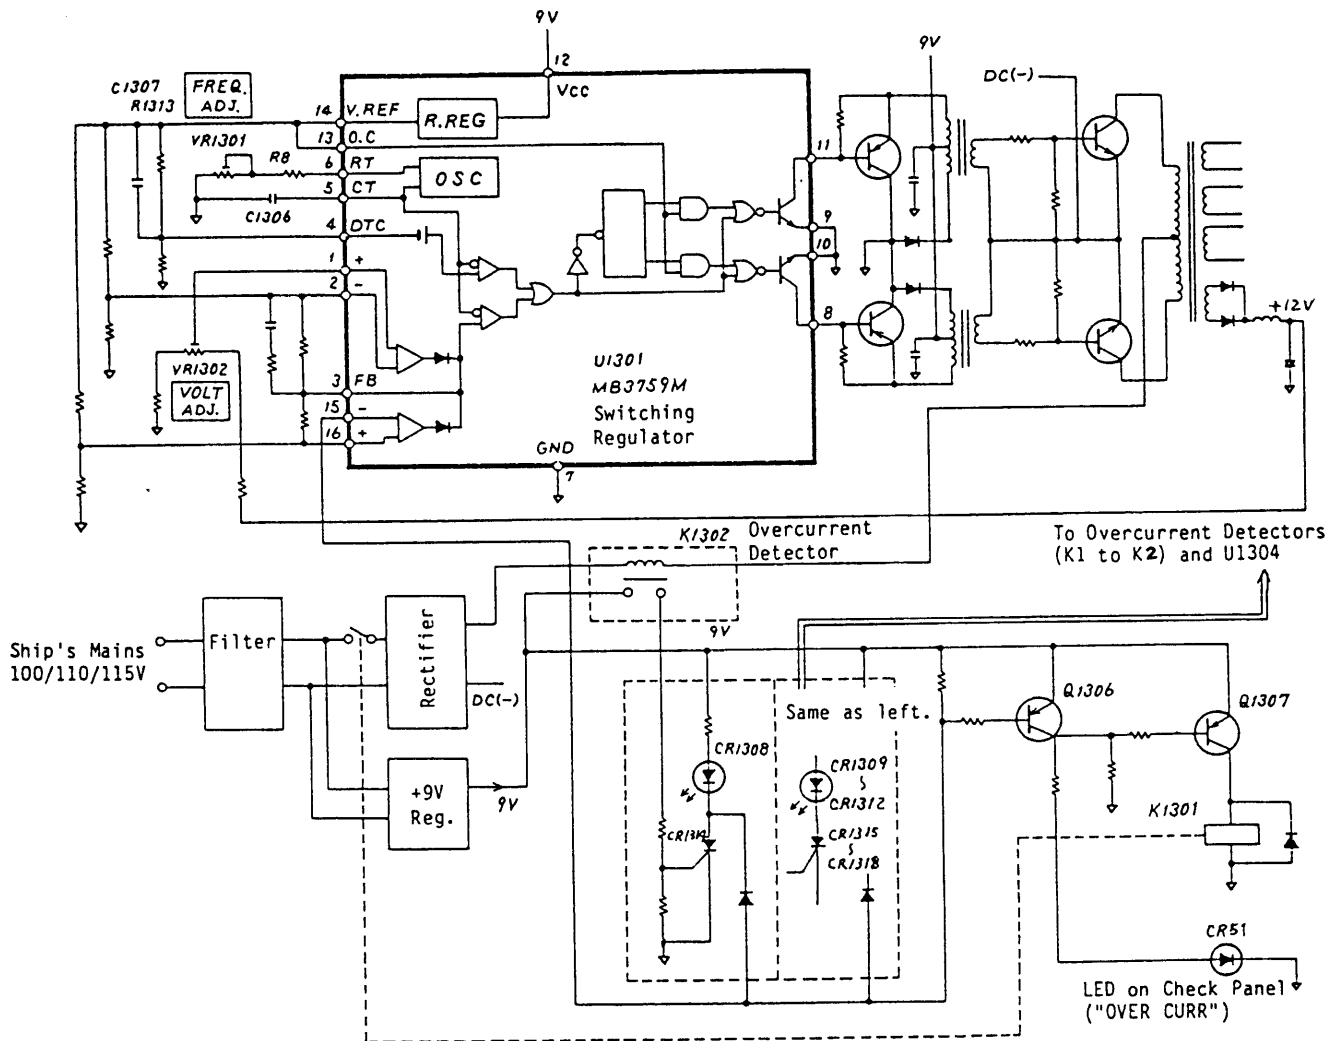 9V
12
VCC
C1307
R1313
FREQ.
ADJ.
14
V.REF
R.REG
13
O.C
VR1301
R8
6
RT
OSC
5
CT
C1306
4
DTC
1
+
2
-
VR1302
VOLT
ADJ.
3
FB
15
-
16
+
U1301
MB3759M
Switching
Regulator
GND
7
11
9
10
8
9V
DC(-)
+12V
K1302
Overcurrent
Detector
9V
To Overcurrent Detectors
(K1 to K2) and U1304
Ship's Mains
100/110/115V
Filter
Rectifier
DC(-)
+9V
Reg.
9V
CR1308
CR1314
Same as left.
CR1309
~
CR1312
CR1315
~
CR1318
Q1306
Q1307
K1301
CR51
LED on Check Panel
("OVER CURR")